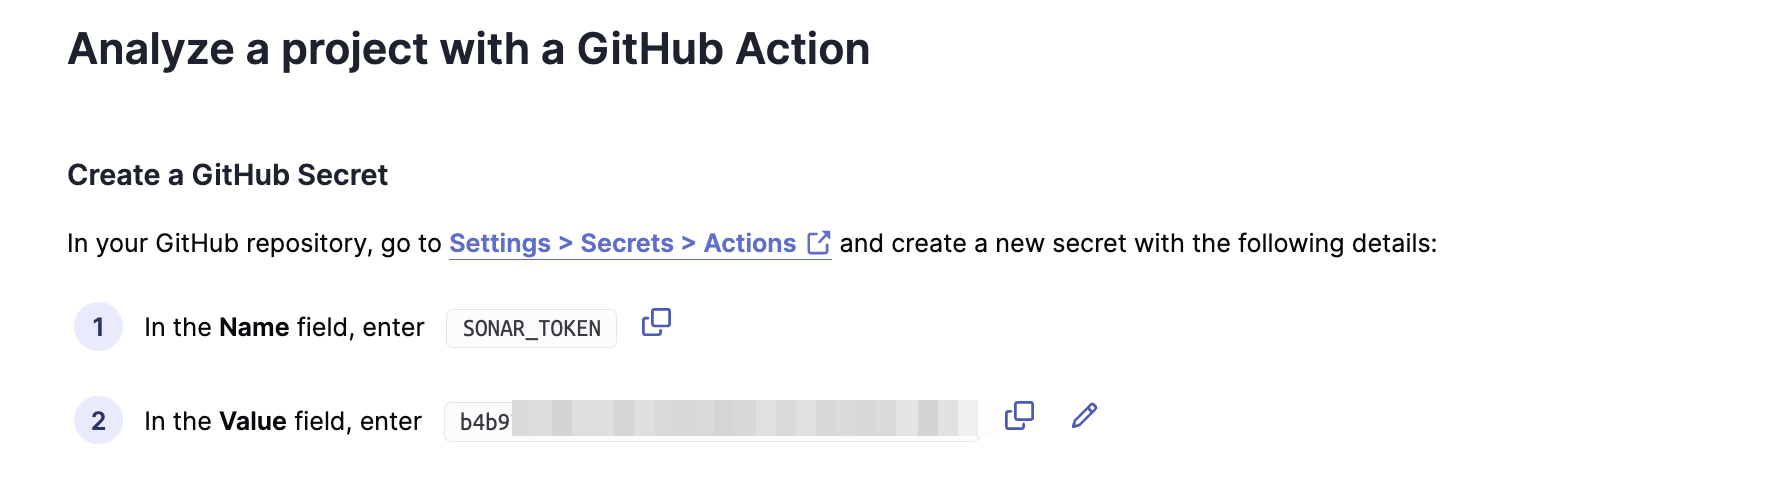 Analyze a project with a GitHub Action
Create a GitHub Secret
In your GitHub repository, go to Settings > Secrets > Actions and create a new secret with the following details:
1 In the Name field, enter SONAR_TOKEN
2 In the Value field, enter b4b9